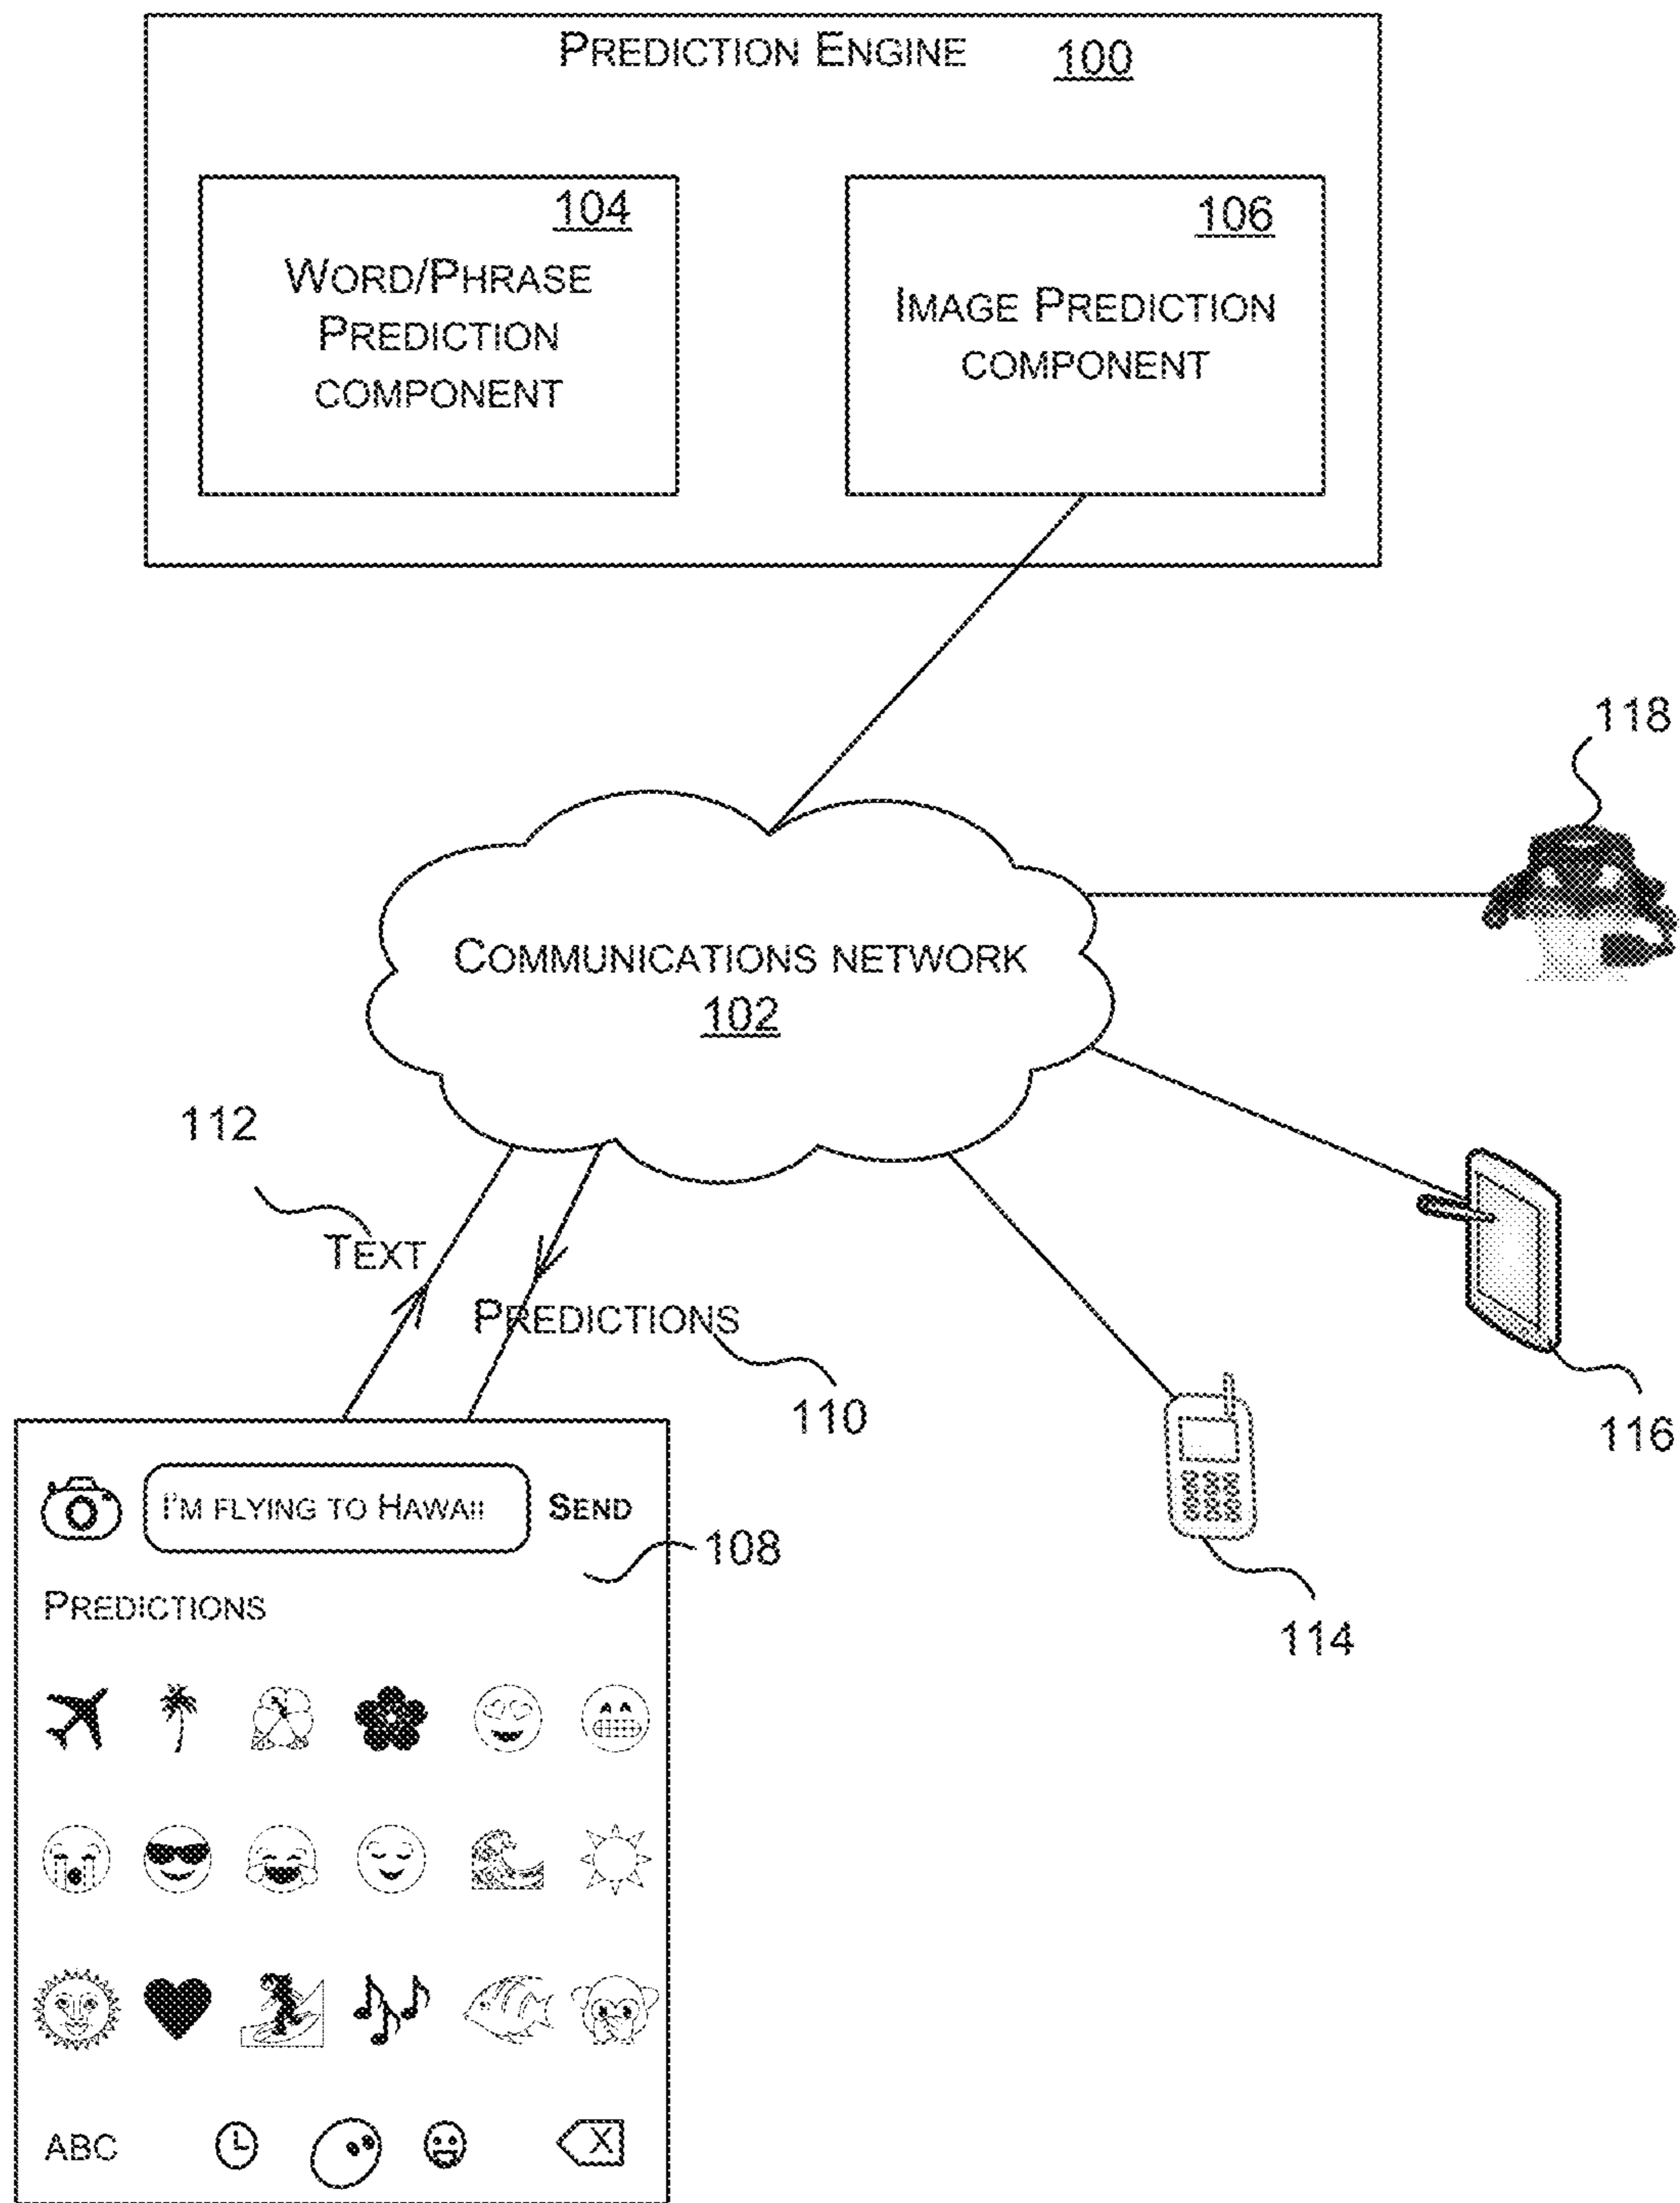 PREDICTION ENGINE 100
104
WORD/PHRASE
PREDICTION
COMPONENT
106
IMAGE PREDICTION
COMPONENT
118
COMMUNICATIONS NETWORK
102
112
TEXT
PREDICTIONS
110
116
I'M FLYING TO HAWAII
SEND
108
PREDICTIONS
114
ABC
X